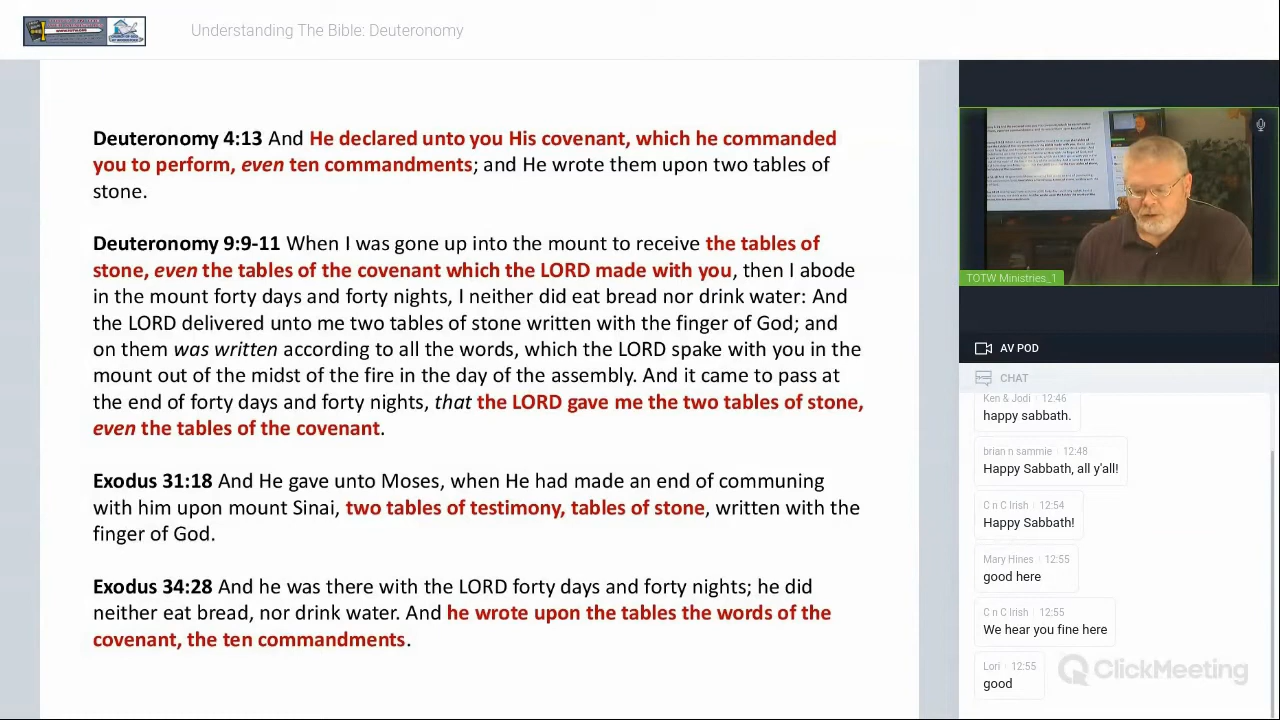 Understanding The Bible: Deuteronomy
Deuteronomy 4:13 And He declared unto you His covenant, which he commanded
you to perform, even ten commandments; and He wrote them upon two tables of
stone.
Deuteronomy 9:9-11 When I was gone up into the mount to receive the tables of
stone, even the tables of the covenant which the LORD made with you, then I abode
in the mount forty days and forty nights, I neither did eat bread nor drink water: And
the LORD delivered unto me two tables of stone written with the finger of God; and
on them was written according to all the words, which the LORD spake with you in the
mount out of the midst of the fire in the day of the assembly. And it came to pass at
the end of forty days and forty nights, that the LORD gave me the two tables of stone,
even the tables of the covenant.
Exodus 31:18 And He gave unto Moses, when He had made an end of communing
with him upon mount Sinai, two tables of testimony, tables of stone, written with the
finger of God.
Exodus 34:28 And he was there with the LORD forty days and forty nights; he did
neither eat bread, nor drink water. And he wrote upon the tables the words of the
covenant, the ten commandments.
TOTW Ministries_1
AV POD
CHAT
Ken & Jodi 12:46
happy sabbath.
brian n sammie 12:48
Happy Sabbath, all y'all!
C n C Irish 12:54
Happy Sabbath!
Mary Hines 12:55
good here
C n C Irish 12:55
We hear you fine here
Lori 12:55
good
ClickMeeting